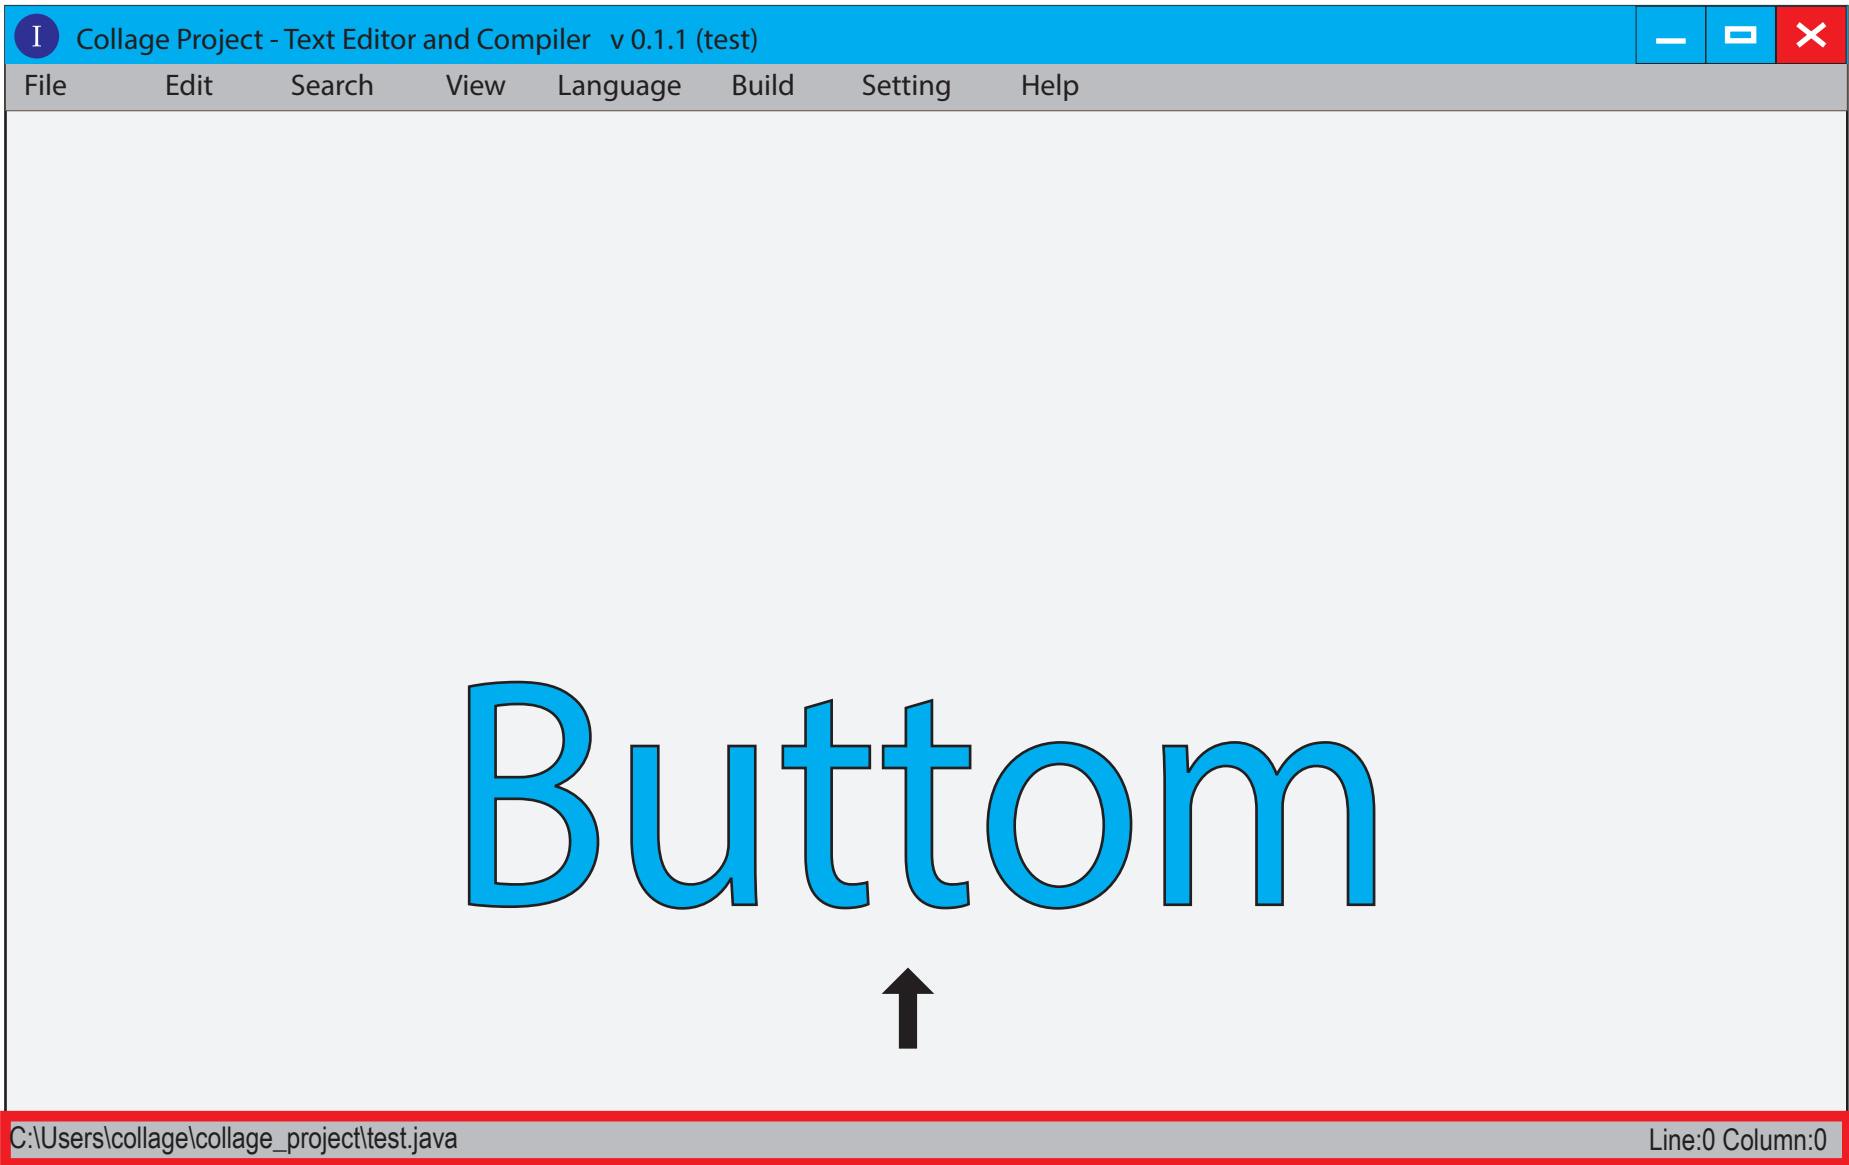 I Collage Project - Text Editor and Compiler v 0.1.1 (test)
File Edit Search View Language Build Setting Help
Buttom
C:\Users\collage\collage_project\test.java Line:0 Column:0